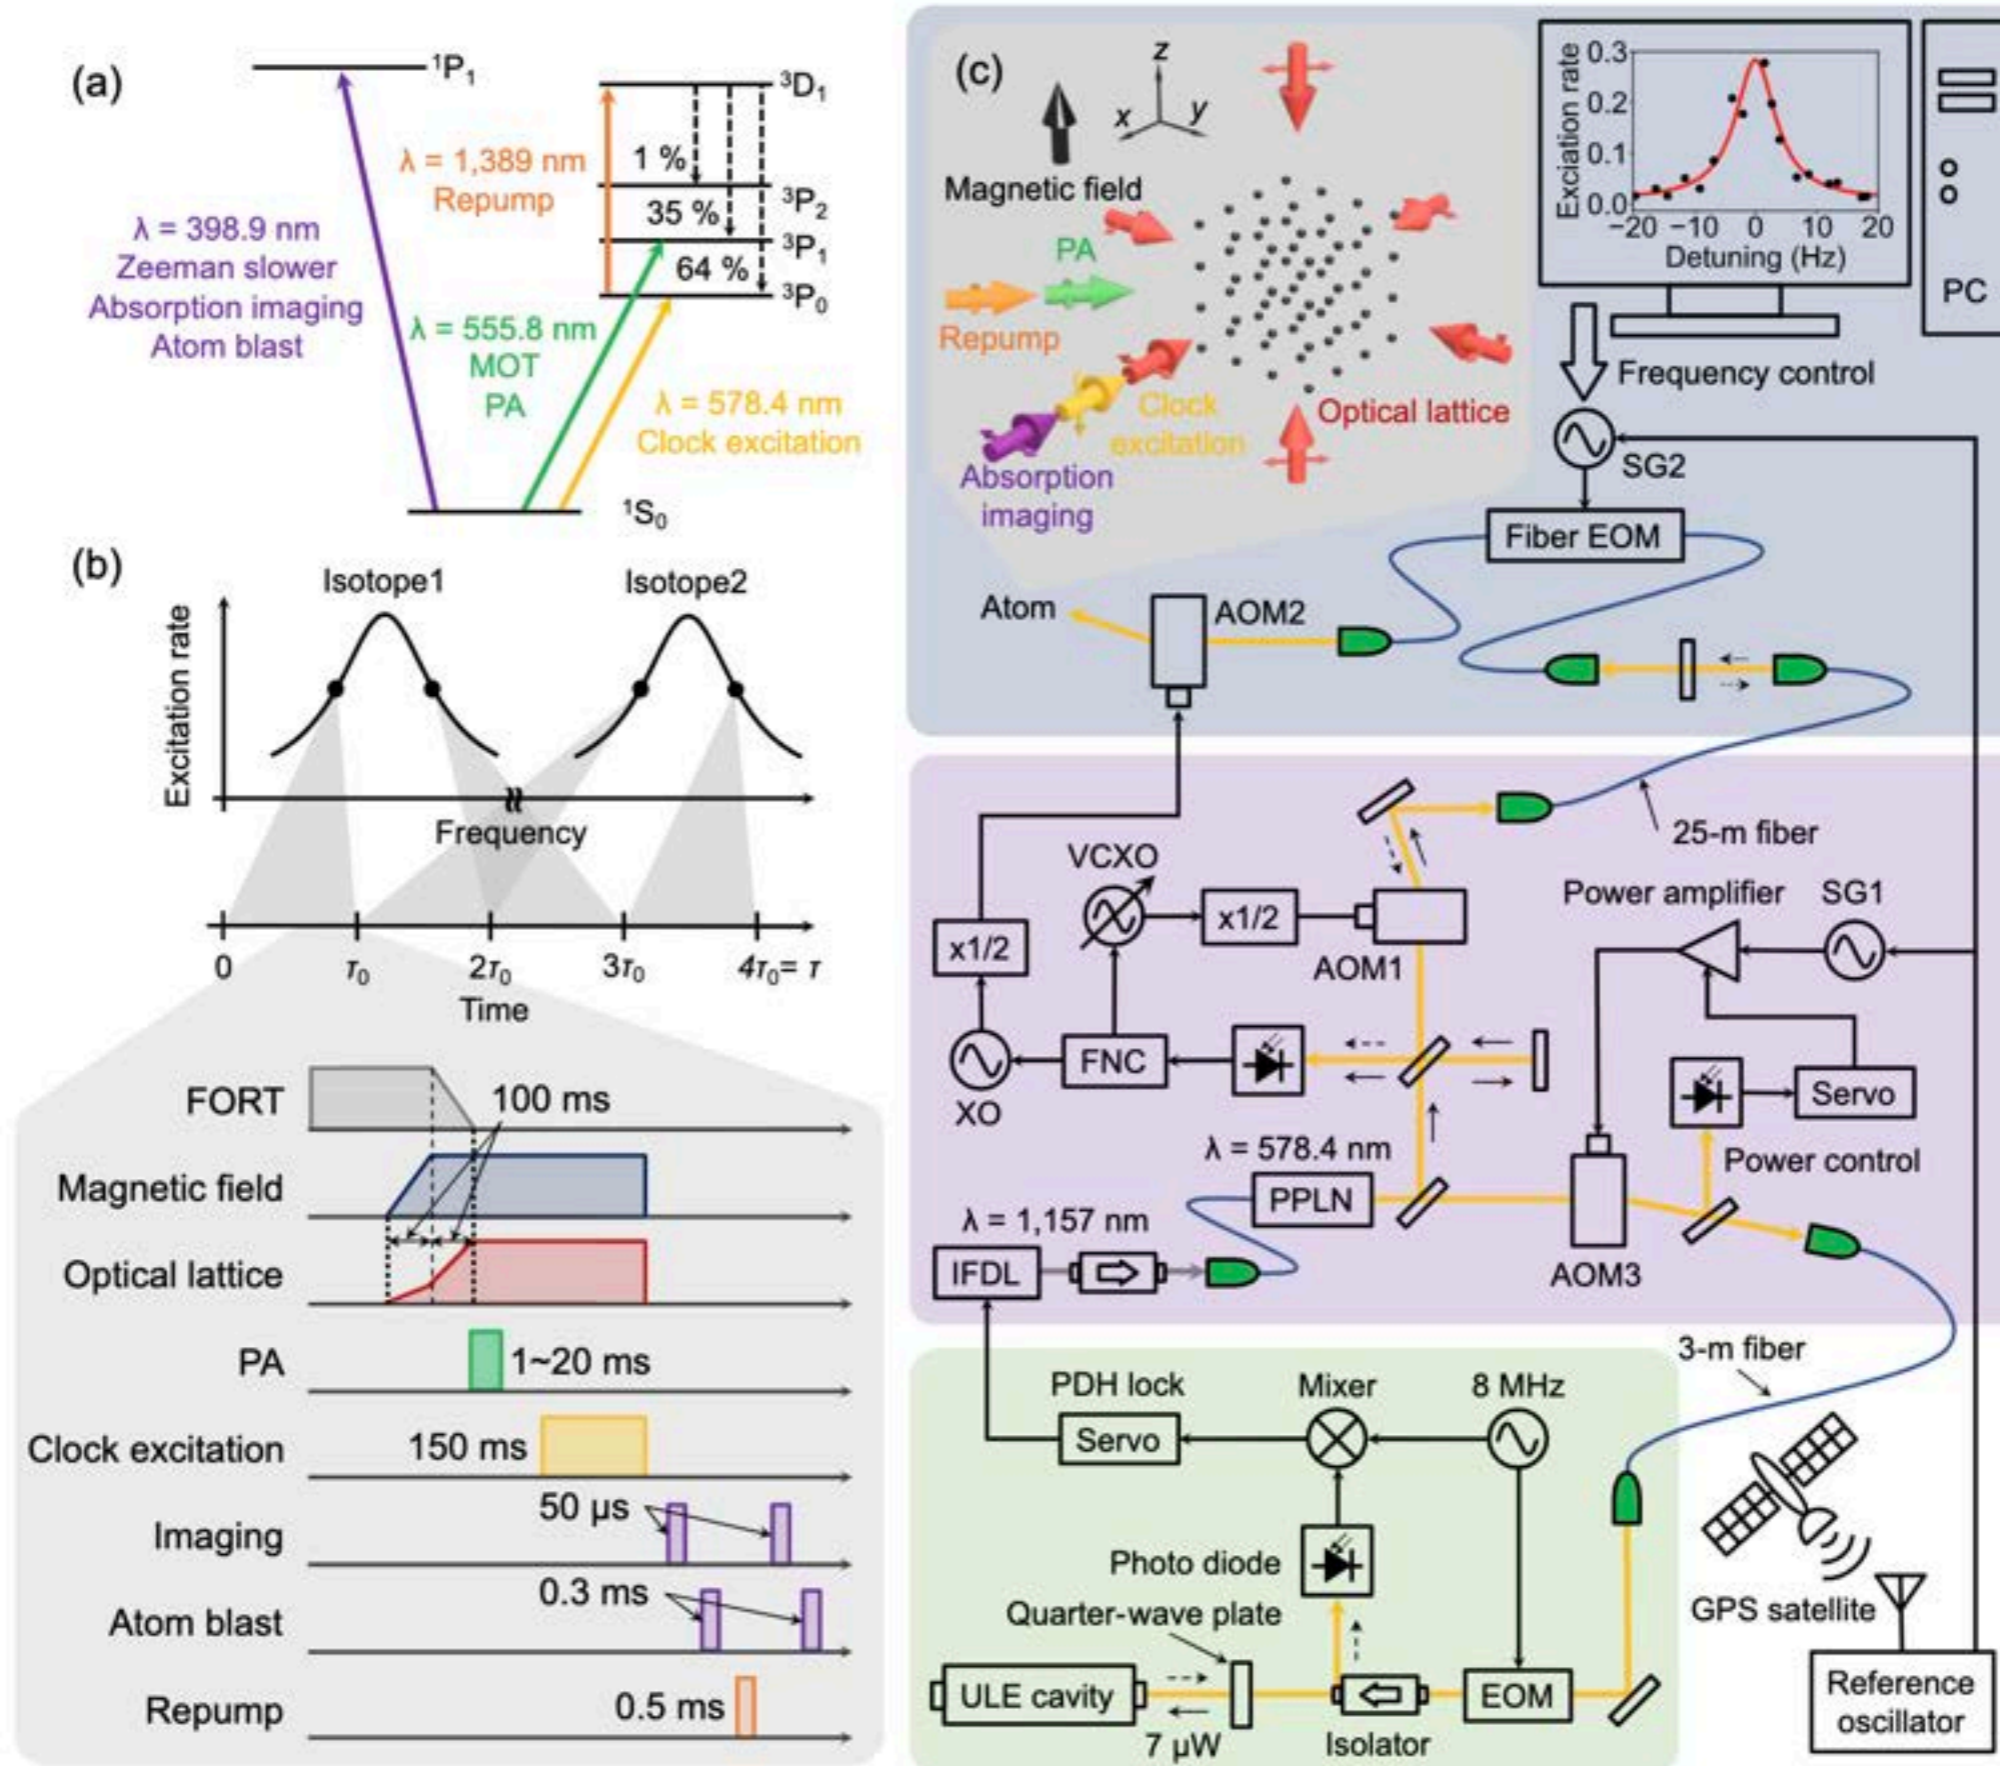 (a)
¹P₁
³D₁
λ = 1,389 nm
Repump
1 %
³P₂
35 %
³P₁
64 %
³P₀
λ = 398.9 nm
Zeeman slower
Absorption imaging
Atom blast
λ = 555.8 nm
MOT
PA
λ = 578.4 nm
Clock excitation
¹S₀
(b)
Isotope1
Isotope2
Excitation rate
Frequency
0
τ₀
2τ₀
3τ₀
4τ₀= τ
Time
FORT
100 ms
Magnetic field
Optical lattice
PA
1~20 ms
Clock excitation
150 ms
Imaging
50 μs
Atom blast
0.3 ms
Repump
0.5 ms
(c)
z
x
y
Magnetic field
PA
Repump
Clock
excitation
Absorption
imaging
Optical lattice
Exciation rate
0.3
0.2
0.1
0.0
−20
−10
0
10
20
Detuning (Hz)
PC
Frequency control
SG2
Fiber EOM
Atom
AOM2
25-m fiber
VCXO
x1/2
x1/2
AOM1
Power amplifier
SG1
XO
FNC
Servo
Power control
λ = 578.4 nm
PPLN
λ = 1,157 nm
IFDL
AOM3
3-m fiber
PDH lock
Mixer
8 MHz
Servo
Photo diode
Quarter-wave plate
GPS satellite
ULE cavity
7 μW
Isolator
EOM
Reference
oscillator